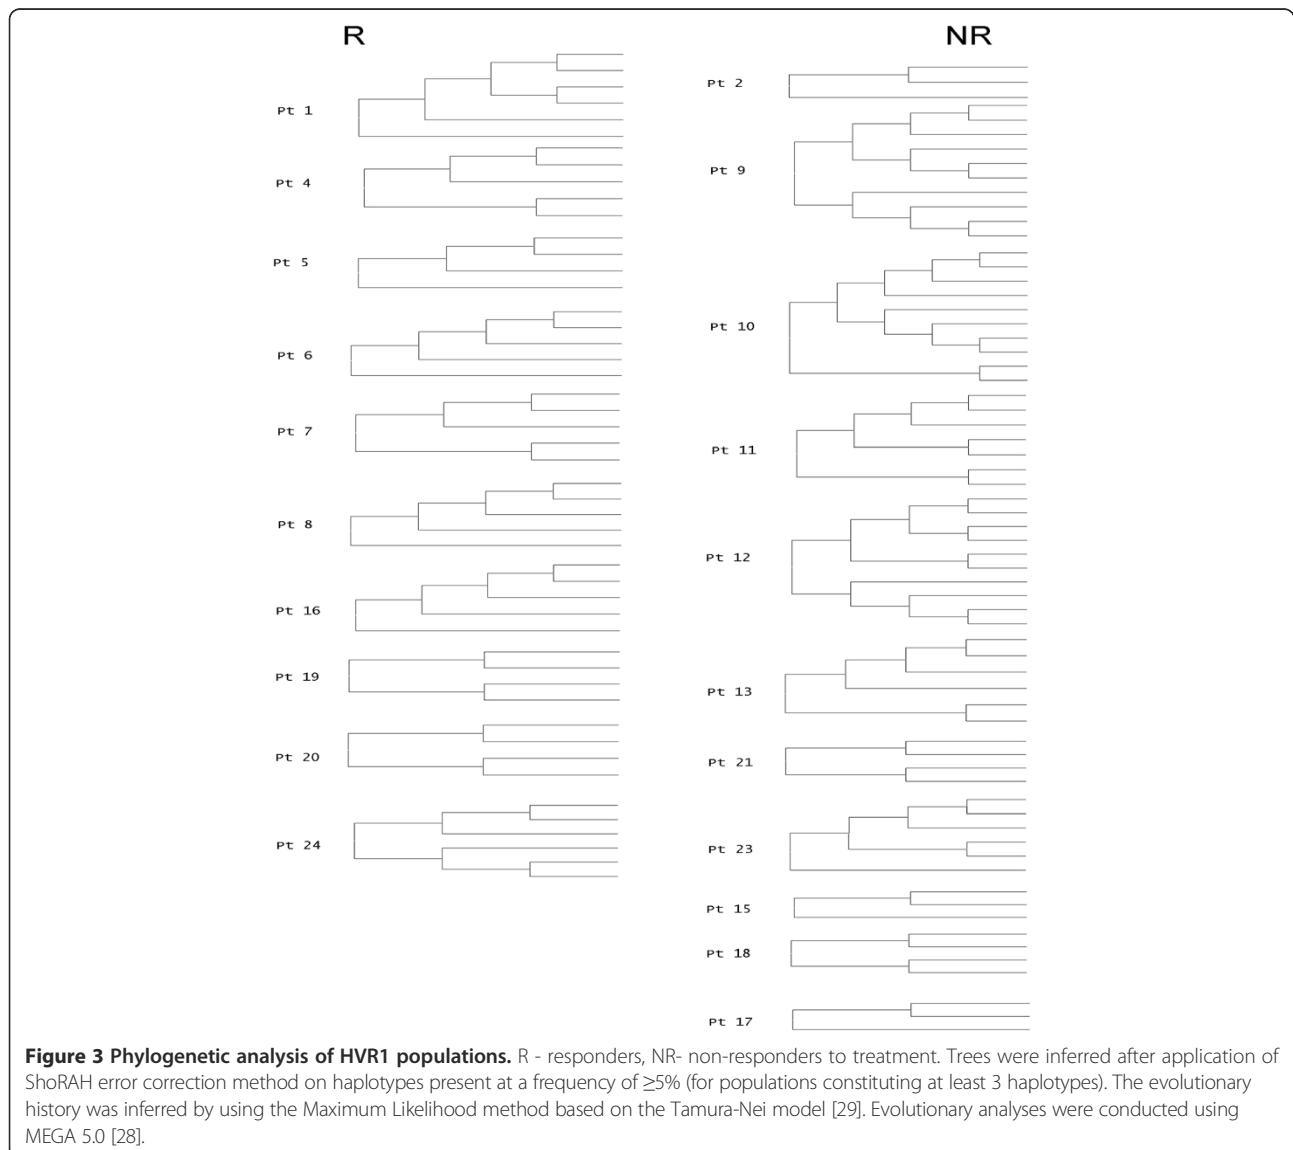 R
NR
Pt 1
Pt 4
Pt 5
Pt 6
Pt 7
Pt 8
Pt 16
Pt 19
Pt 20
Pt 24
Pt 2
Pt 9
Pt 10
Pt 11
Pt 12
Pt 13
Pt 21
Pt 23
Pt 15
Pt 18
Pt 17
Figure 3 Phylogenetic analysis of HVR1 populations. R - responders, NR- non-responders to treatment. Trees were inferred after application of
ShoRAH error correction method on haplotypes present at a frequency of ≥5% (for populations constituting at least 3 haplotypes). The evolutionary
history was inferred by using the Maximum Likelihood method based on the Tamura-Nei model [29]. Evolutionary analyses were conducted using
MEGA 5.0 [28].